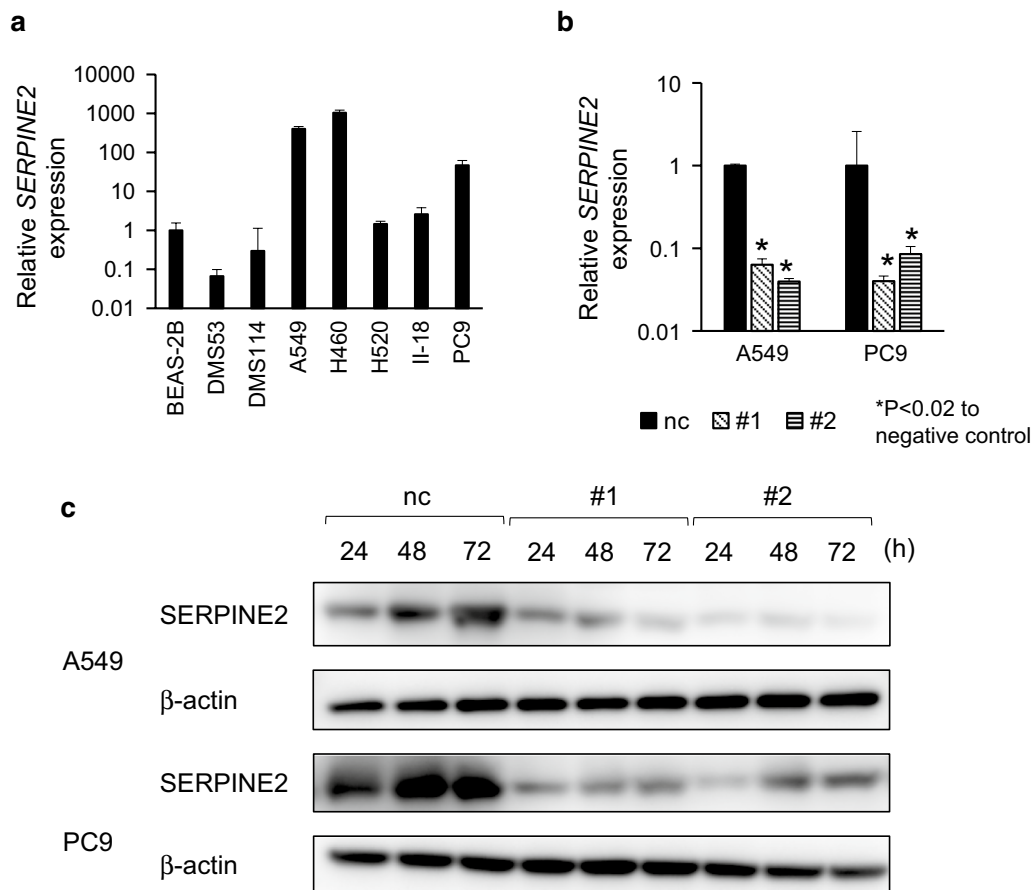 a
Relative SERPINE2
expression
10000
1000
100
10
1
0.1
0.01
BEAS-2B
DMS53
DMS114
A549
H460
H520
II-18
PC9
b
Relative SERPINE2
expression
10
1
0.1
0.01
* * * *
A549 PC9
nc #1 #2
*P<0.02 to
negative control
c
nc #1 #2
24 48 72 24 48 72 24 48 72 (h)
SERPINE2
A549
β-actin
SERPINE2
PC9
β-actin